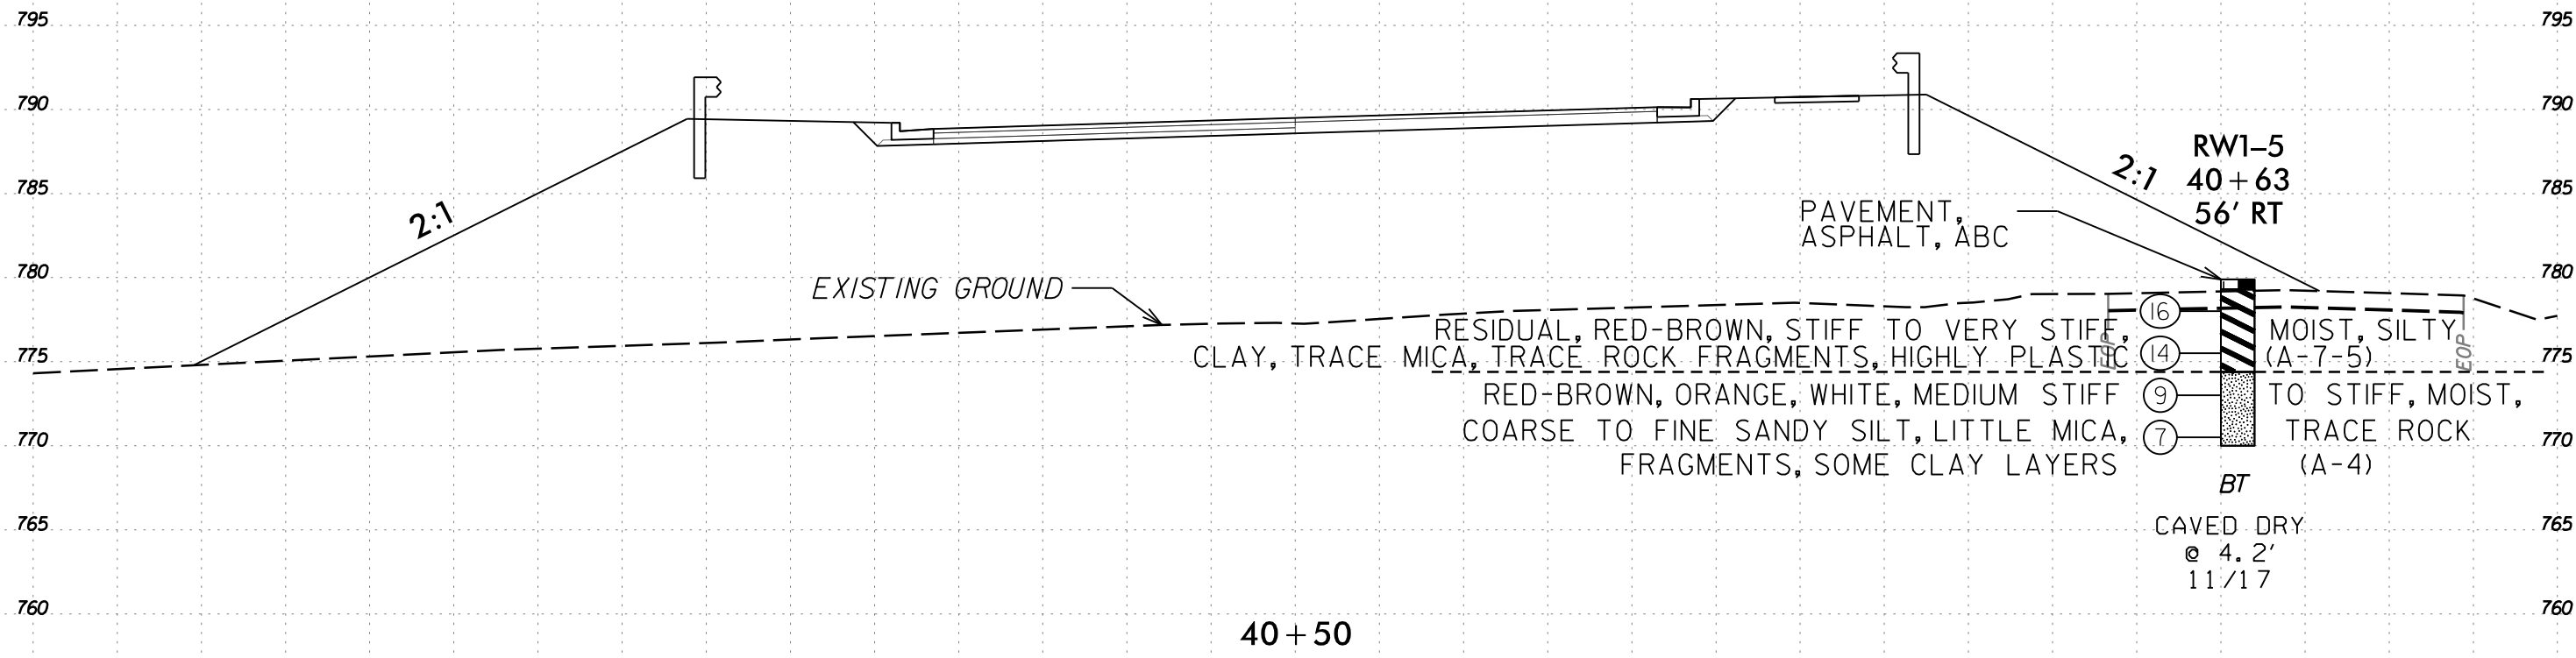 795 795
790 790
RW1-5
2:1 40+63
785 785
56' RT
2:1
PAVEMENT,
ASPHALT, ABC
780 780
EXISTING GROUND
16
RESIDUAL, RED-BROWN, STIFF TO VERY STIFF, MOIST, SILTY
775 CLAY, TRACE MICA, TRACE ROCK FRAGMENTS, HIGHLY PLASTIC 14 (A-7-5) 775
EOP EOP
RED-BROWN, ORANGE, WHITE, MEDIUM STIFF 9 TO STIFF, MOIST,
770 COARSE TO FINE SANDY SILT, LITTLE MICA, 7 TRACE ROCK 770
FRAGMENTS, SOME CLAY LAYERS (A-4)
BT
765 CAVED DRY 765
@ 4.2'
11/17
760 760
40+50